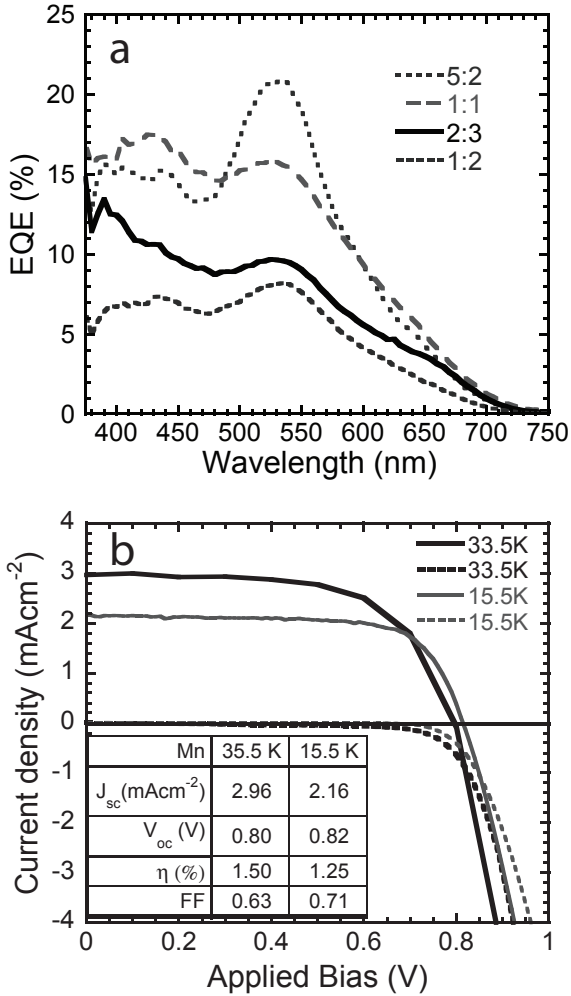 a
25
20
15
10
5
0
EQE (%)
5:2
1:1
2:3
1:2
400 450 500 550 600 650 700 750
Wavelength (nm)
b
4
3
2
1
0
-1
-2
-3
-4
Current density (mAcm-2)
33.5K
33.5K
15.5K
15.5K
Mn 35.5 K 15.5 K
Jsc(mAcm-2) 2.96 2.16
Voc (V) 0.80 0.82
η (%) 1.50 1.25
FF 0.63 0.71
0 0.2 0.4 0.6 0.8 1
Applied Bias (V)